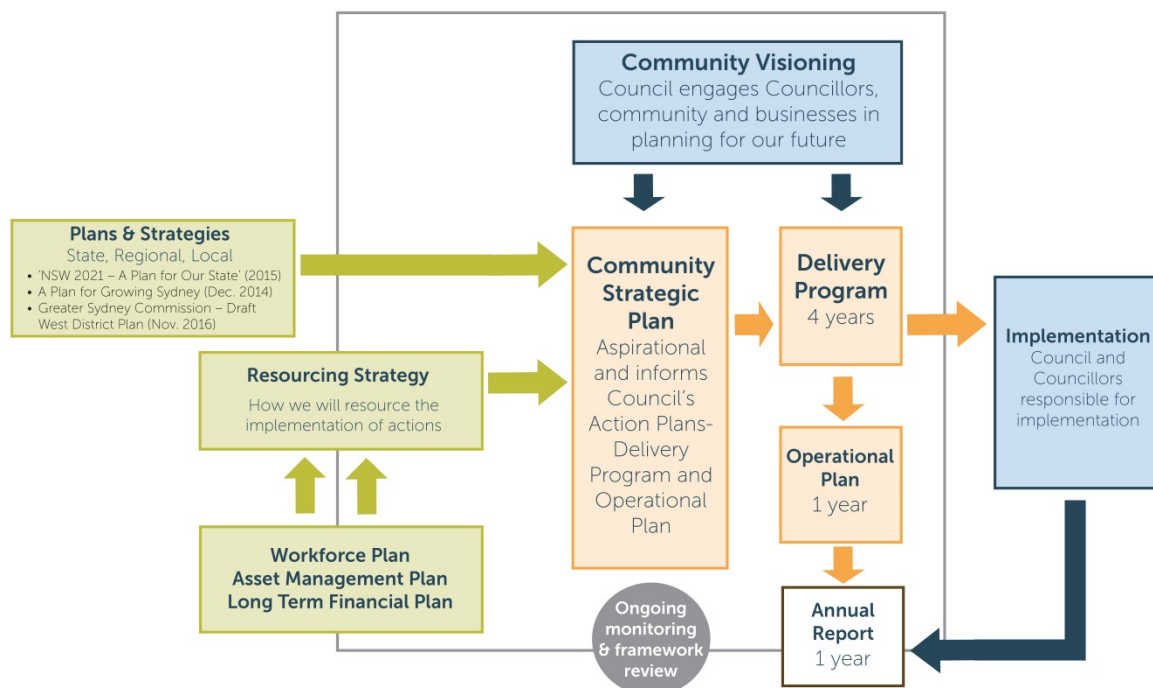 Community Visioning
Council engages Councillors,
community and businesses in
planning for our future
Plans & Strategies
State, Regional, Local
• 'NSW 2021 – A Plan for Our State' (2015)
• A Plan for Growing Sydney (Dec. 2014)
• Greater Sydney Commission – Draft
West District Plan (Nov. 2016)
Resourcing Strategy
How we will resource the
implementation of actions
Workforce Plan
Asset Management Plan
Long Term Financial Plan
Community
Strategic
Plan
Aspirational
and informs
Council's
Action Plans-
Delivery
Program and
Operational
Plan
Delivery
Program
4 years
Operational
Plan
1 year
Annual
Report
1 year
Implementation
Council and
Councillors
responsible for
implementation
Ongoing
monitoring
& framework
review